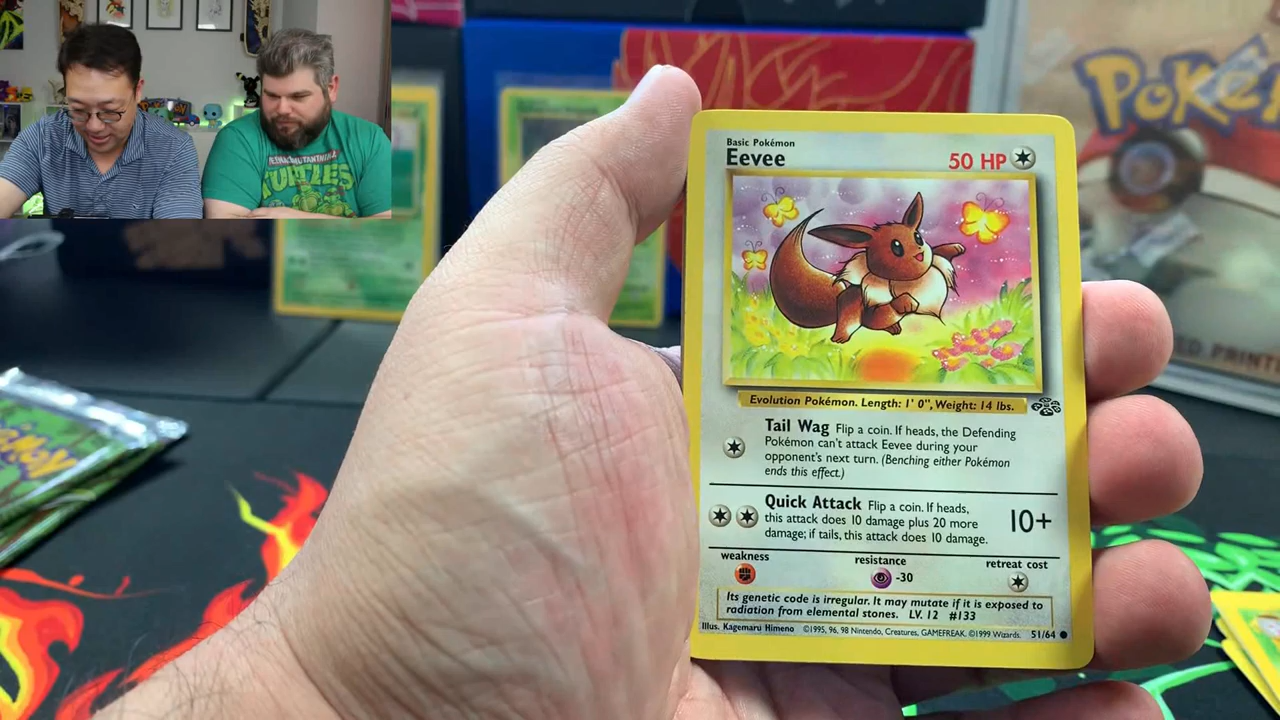 TEENAGE MUTANT NINJA
TURTLES
POKé
Basic Pokémon
Eevee
50 HP
Evolution Pokémon. Length: 1' 0", Weight: 14 lbs.
Tail Wag Flip a coin. If heads, the Defending
Pokémon can't attack Eevee during your
opponent's next turn. (Benching either Pokémon
ends this effect.)
Quick Attack Flip a coin. If heads,
this attack does 10 damage plus 20 more
damage; if tails, this attack does 10 damage.
10+
weakness
resistance
retreat cost
-30
Its genetic code is irregular. It may mutate if it is exposed to
radiation from elemental stones. LV. 12 #133
Illus. Kagemaru Himeno ©1995, 96, 98 Nintendo, Creatures, GAMEFREAK. ©1999 Wizards. 51/64